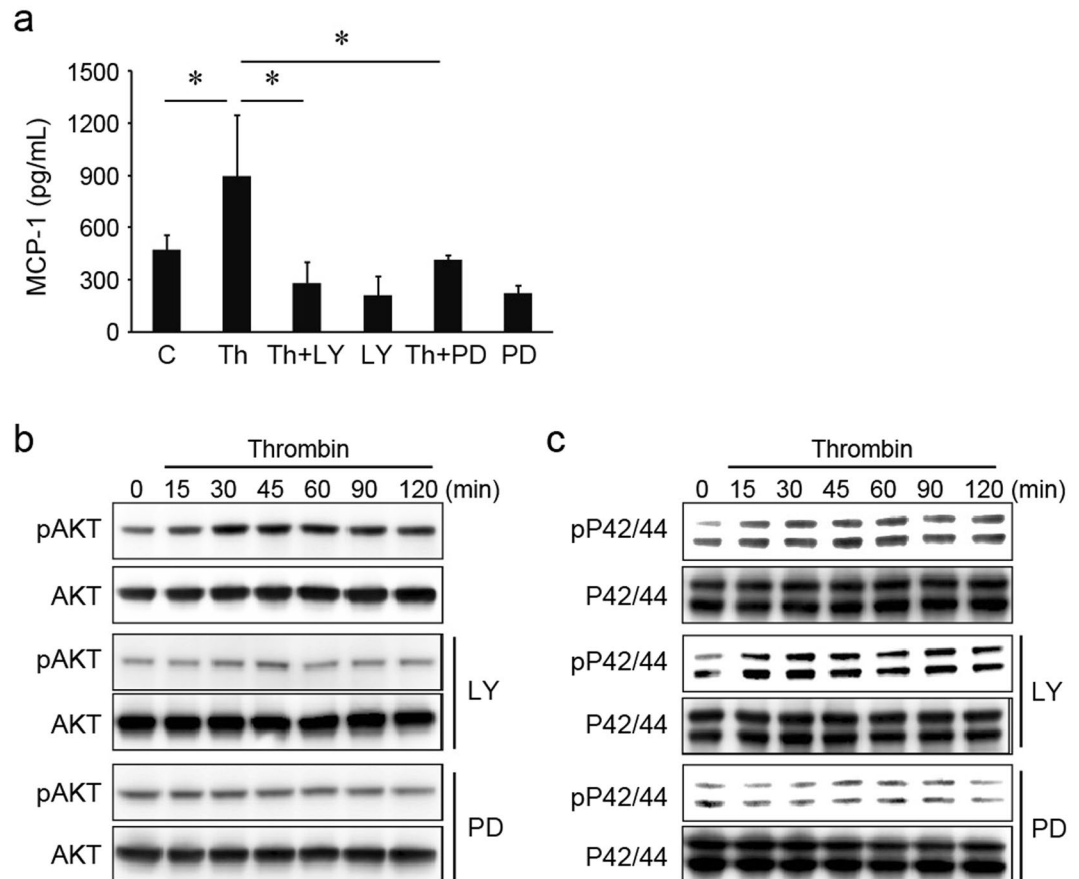 a
*
* *
1500
1200
900
600
300
0
MCP-1 (pg/mL)
C Th Th+LY LY Th+PD PD
b
Thrombin
0 15 30 45 60 90 120 (min)
pAKT
AKT
pAKT
AKT
LY
pAKT
AKT
PD
c
Thrombin
0 15 30 45 60 90 120 (min)
pP42/44
P42/44
pP42/44
P42/44
LY
pP42/44
P42/44
PD